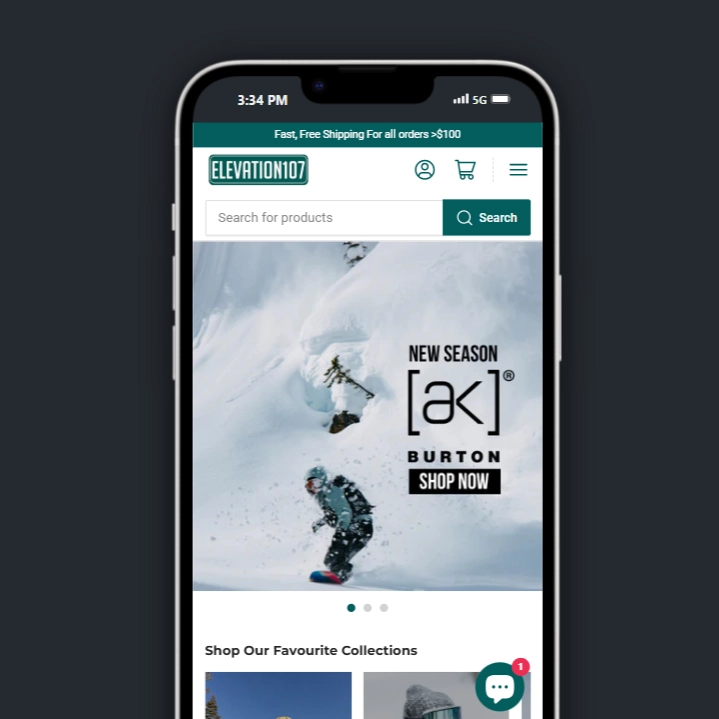 3:34 PM
5G
Fast, Free Shipping For all orders >$100
ELEVATION107
Search for products
Search
NEW SEASON
[ak]®
BURTON
SHOP NOW
Shop Our Favourite Collections
1